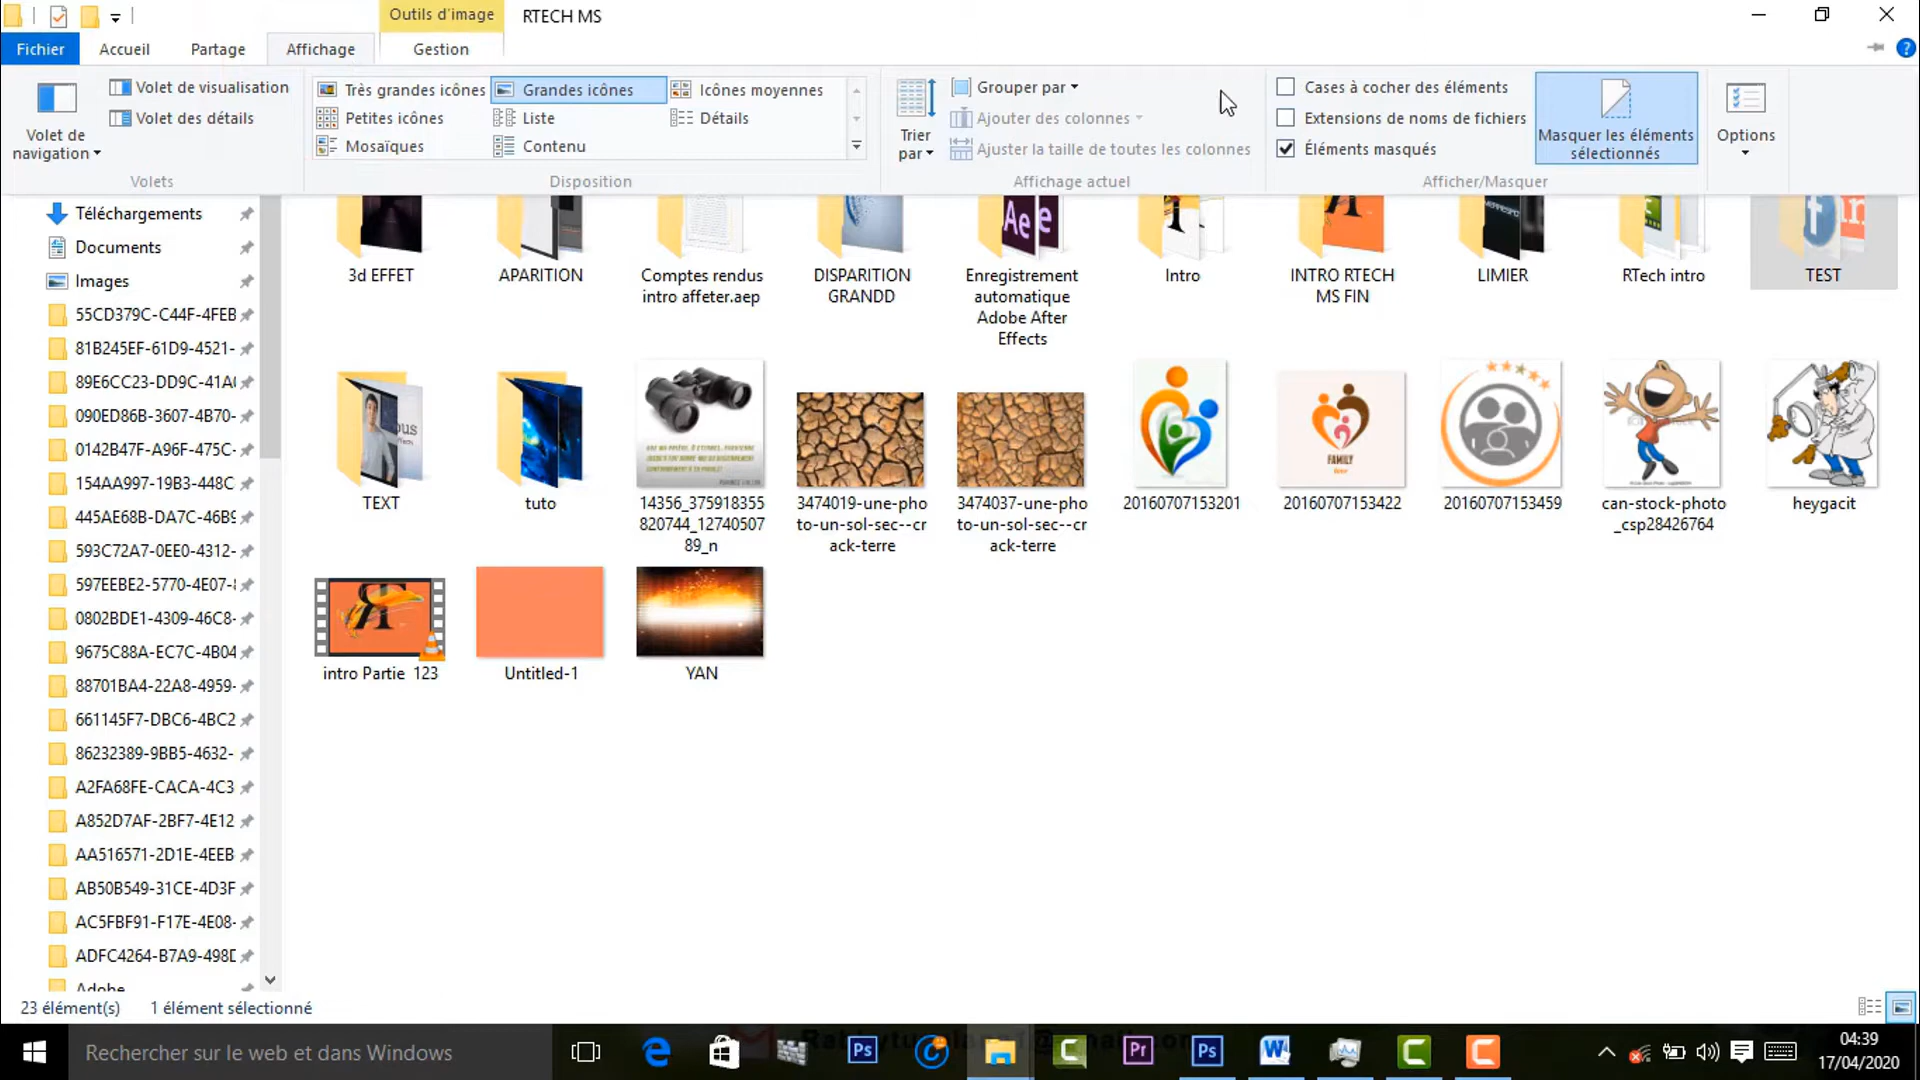 Outils d'image
RTECH MS
Fichier
Accueil
Partage
Affichage
Gestion
Volet de
navigation
Volet de visualisation
Volet des détails
Volets
Très grandes icônes
Grandes icônes
Icônes moyennes
Petites icônes
Liste
Détails
Mosaïques
Contenu
Disposition
Trier
par
Grouper par
Ajouter des colonnes
Ajuster la taille de toutes les colonnes
Affichage actuel
Cases à cocher des éléments
Extensions de noms de fichiers
Éléments masqués
Masquer les éléments
sélectionnés
Options
Afficher/Masquer
Téléchargements
Documents
Images
55CD379C-C44F-4FEB
81B245EF-61D9-4521-
89E6CC23-DD9C-41A(
090ED86B-3607-4B70-
0142B47F-A96F-475C-
154AA997-19B3-448C
445AE68B-DA7C-46B9
593C72A7-0EE0-4312-
597EEBE2-5770-4E07-
0802BDE1-4309-46C8-
9675C88A-EC7C-4B04
88701BA4-22A8-4959-
661145F7-DBC6-4BC2
86232389-9BB5-4632-
A2FA68FE-CACA-4C3
A852D7AF-2BF7-4E12
AA516571-2D1E-4EEB
AB50B549-31CE-4D3F
AC5FBF91-F17E-4E08-
ADFC4264-B7A9-498D
Adobe
3d EFFET
APARITION
Comptes rendus
intro affeter.aep
DISPARITION
GRANDD
Ae
Enregistrement
automatique
Adobe After
Effects
Intro
INTRO RTECH
MS FIN
LIMIER
RTech intro
TEST
TEXT
tuto
14356_375918355
820744_12740507
89_n
3474019-une-pho
to-un-sol-sec--cr
ack-terre
3474037-une-pho
to-un-sol-sec--cr
ack-terre
20160707153201
FAMILY
20160707153422
20160707153459
can-stock-photo
_csp28426764
heygacit
intro Partie 123
Untitled-1
YAN
23 élément(s)
1 élément sélectionné
Rechercher sur le web et dans Windows
Ps
Pr
Ps
04:39
17/04/2020